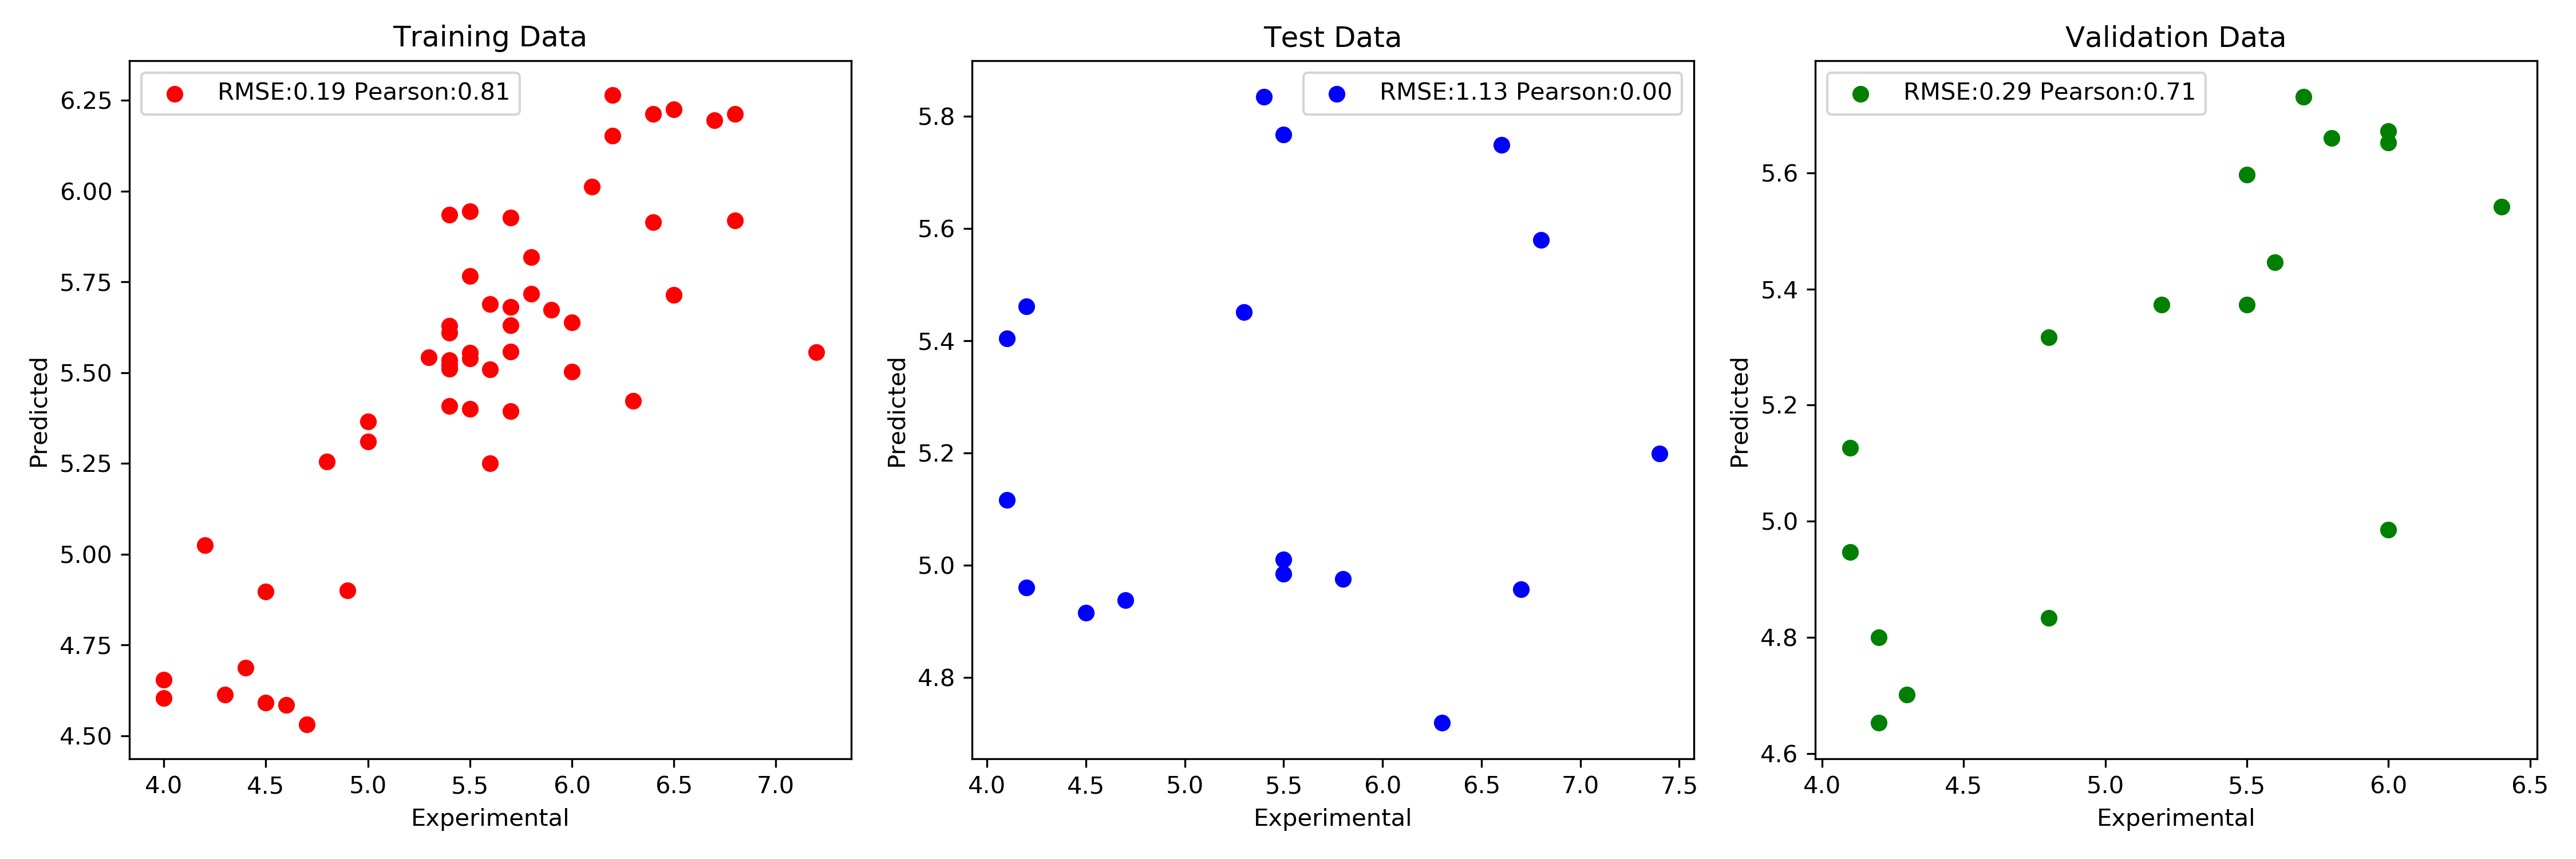 Training Data
RMSE:0.19 Pearson:0.81
6.25
6.00
5.75
5.50
5.25
5.00
4.75
4.50
Predicted
4.0 4.5 5.0 5.5 6.0 6.5 7.0
Experimental
Test Data
RMSE:1.13 Pearson:0.00
5.8
5.6
5.4
5.2
5.0
4.8
Predicted
4.0 4.5 5.0 5.5 6.0 6.5 7.0 7.5
Experimental
Validation Data
RMSE:0.29 Pearson:0.71
5.6
5.4
5.2
5.0
4.8
4.6
Predicted
4.0 4.5 5.0 5.5 6.0 6.5
Experimental